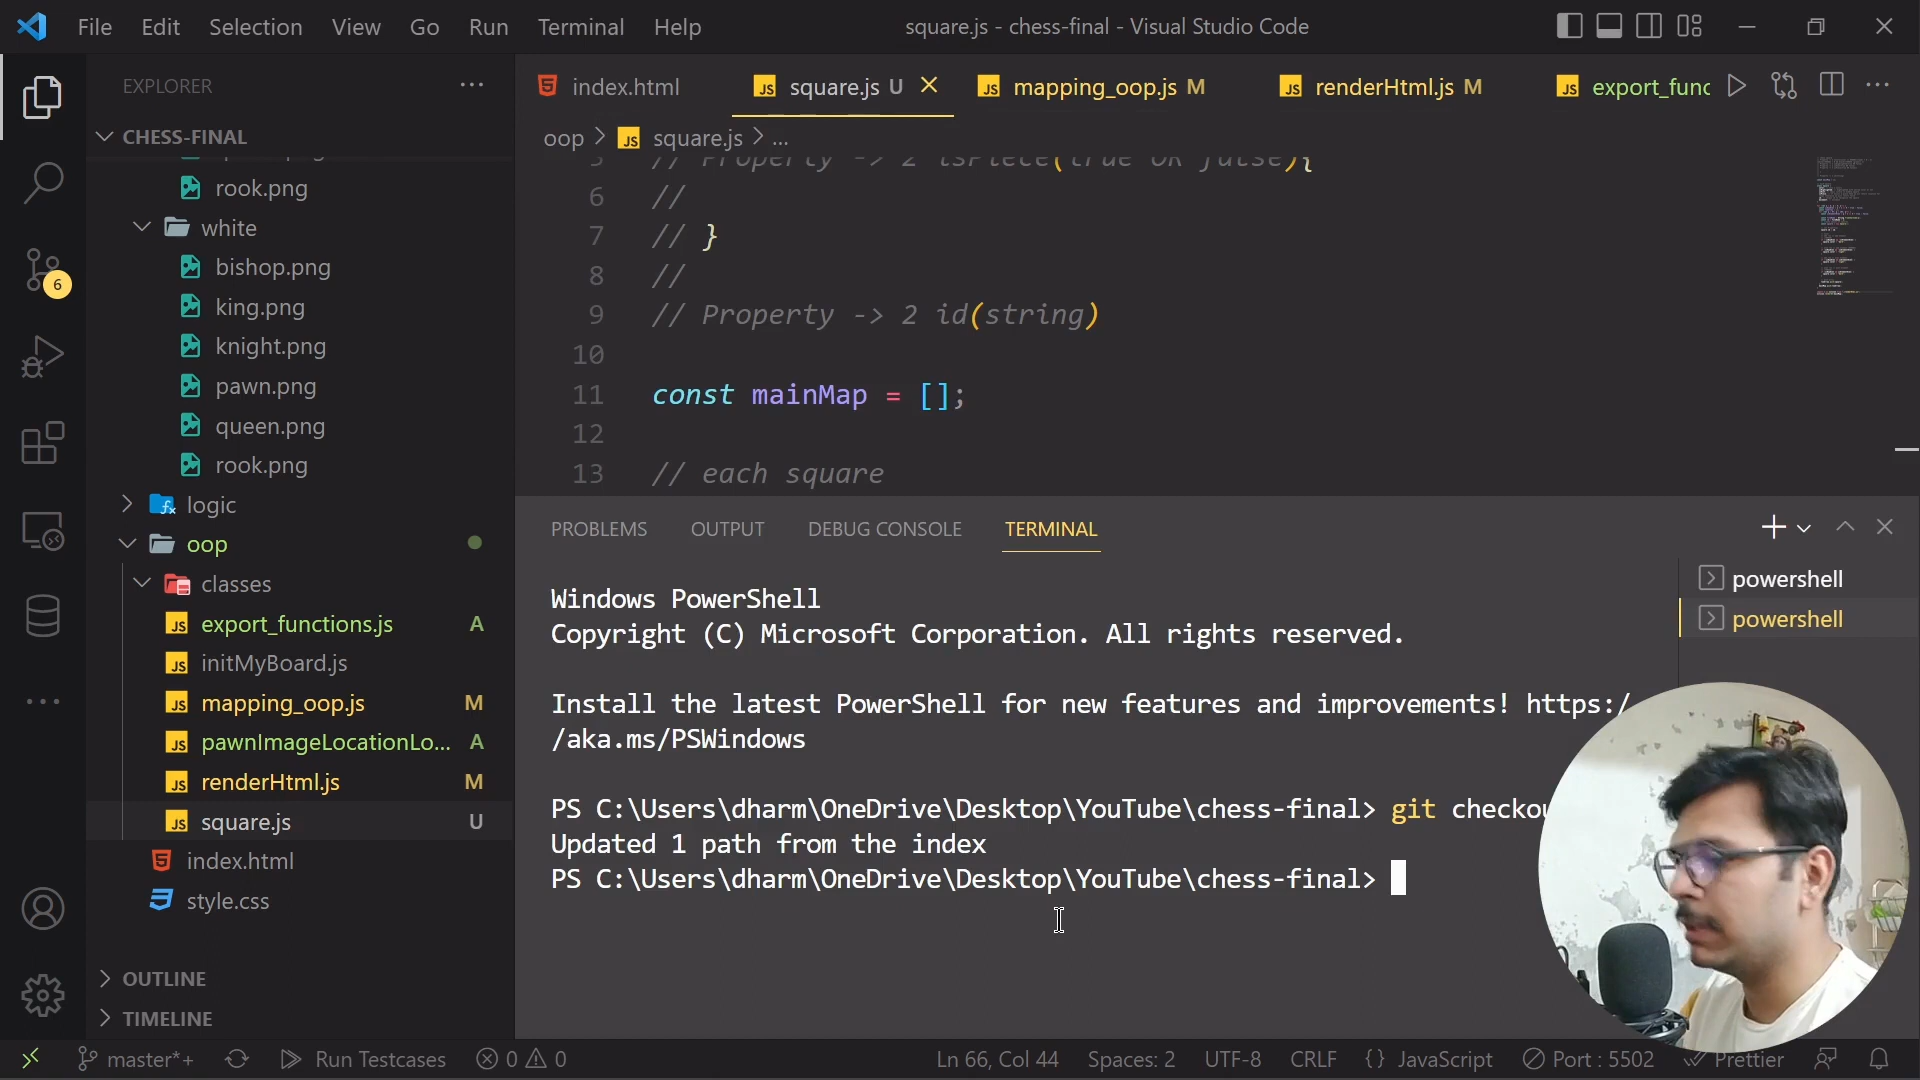 File Edit Selection View Go Run Terminal Help
square.js - chess-final - Visual Studio Code
EXPLORER
CHESS-FINAL
rook.png
white
bishop.png
king.png
knight.png
pawn.png
queen.png
rook.png
logic
oop
classes
export_functions.js A
initMyBoard.js
mapping_oop.js M
pawnImageLocationLo... A
renderHtml.js M
square.js U
index.html
style.css
OUTLINE
TIMELINE
6
index.html square.js U mapping_oop.js M renderHtml.js M export_func
oop > square.js > ...
6 //
7 // }
8 //
9 // Property -> 2 id(string)
10
11 const mainMap = [];
12
13 // each square
PROBLEMS OUTPUT DEBUG CONSOLE TERMINAL
Windows PowerShell
Copyright (C) Microsoft Corporation. All rights reserved.
Install the latest PowerShell for new features and improvements! https:/
/aka.ms/PSWindows
PS C:\Users\dharm\OneDrive\Desktop\YouTube\chess-final> git checkou
Updated 1 path from the index
PS C:\Users\dharm\OneDrive\Desktop\YouTube\chess-final>
powershell
powershell
master*+ Run Testcases 0 0 Ln 66, Col 44 Spaces: 2 UTF-8 CRLF {} JavaScript Port : 5502 Prettier